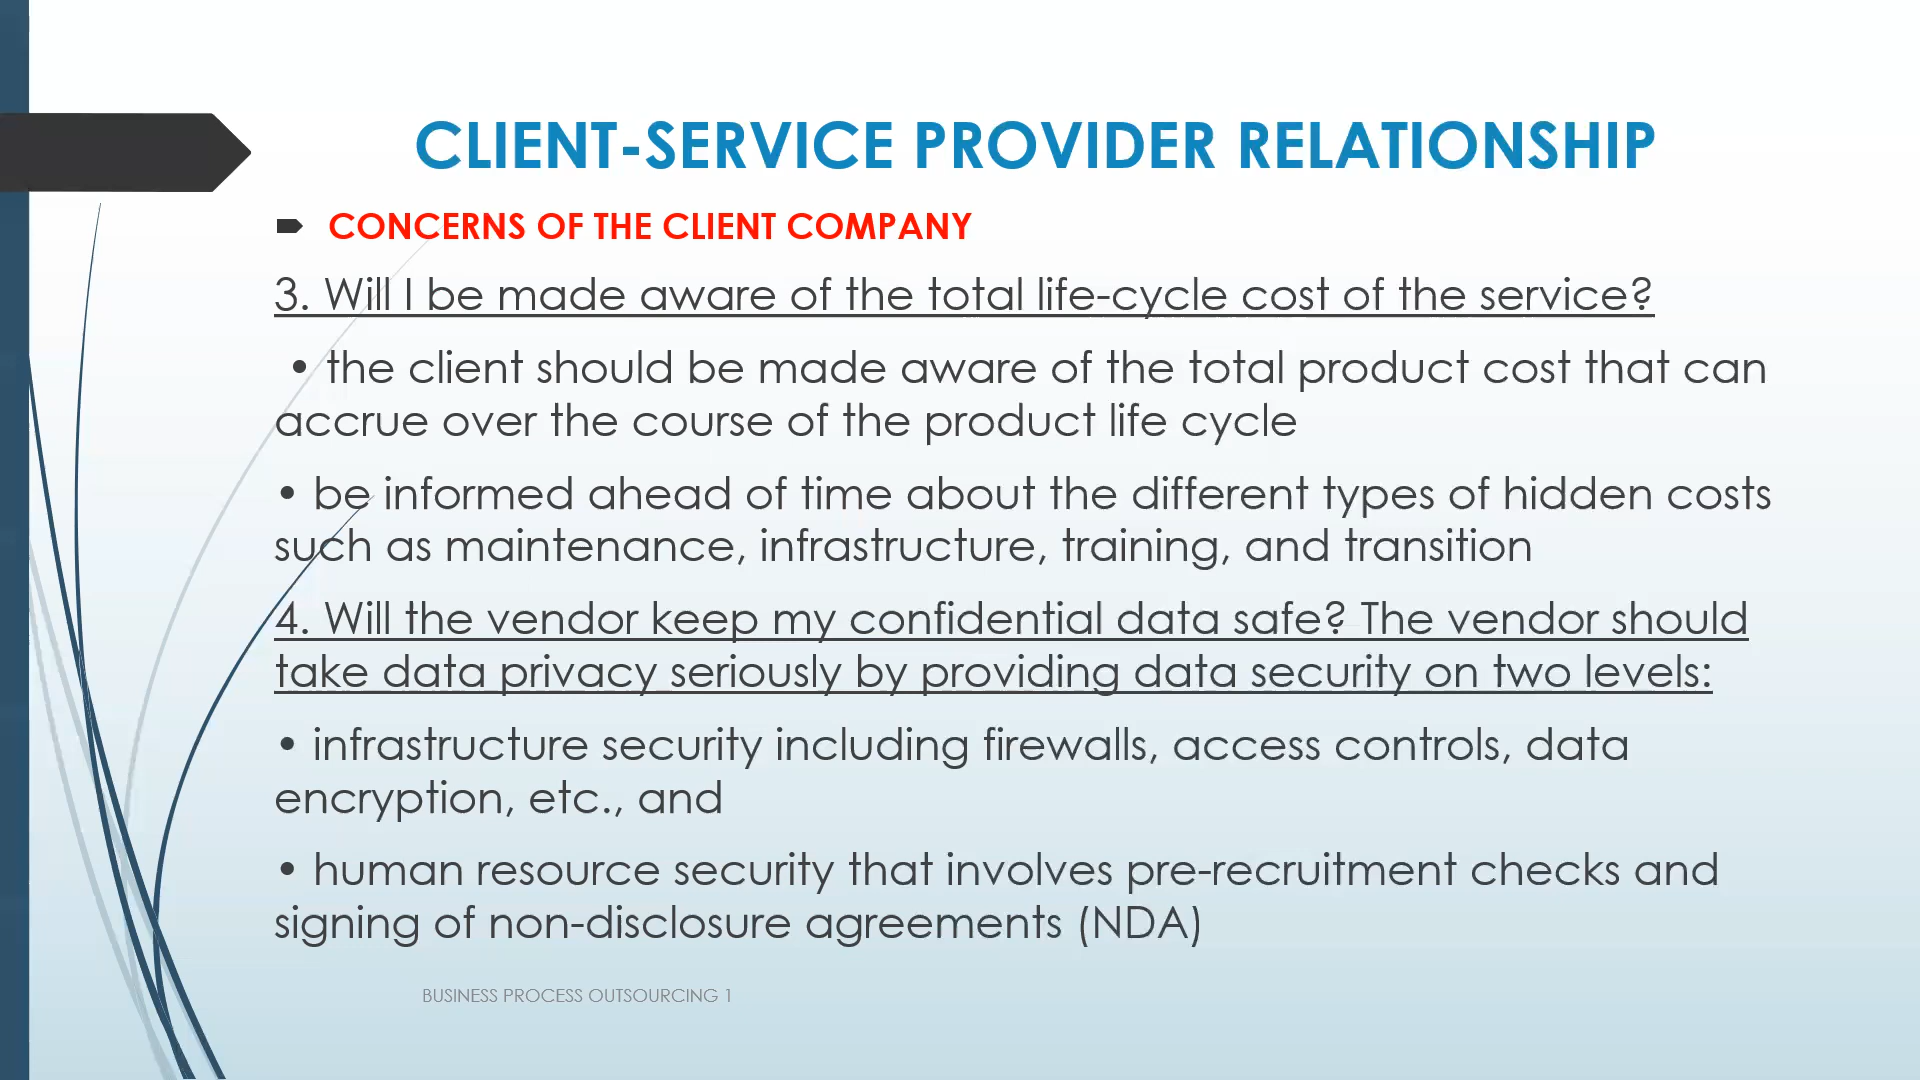 CLIENT-SERVICE PROVIDER RELATIONSHIP
CONCERNS OF THE CLIENT COMPANY
3. Will I be made aware of the total life-cycle cost of the service?
• the client should be made aware of the total product cost that can
accrue over the course of the product life cycle
• be informed ahead of time about the different types of hidden costs
such as maintenance, infrastructure, training, and transition
4. Will the vendor keep my confidential data safe? The vendor should
take data privacy seriously by providing data security on two levels:
• infrastructure security including firewalls, access controls, data
encryption, etc., and
• human resource security that involves pre-recruitment checks and
signing of non-disclosure agreements (NDA)
BUSINESS PROCESS OUTSOURCING 1